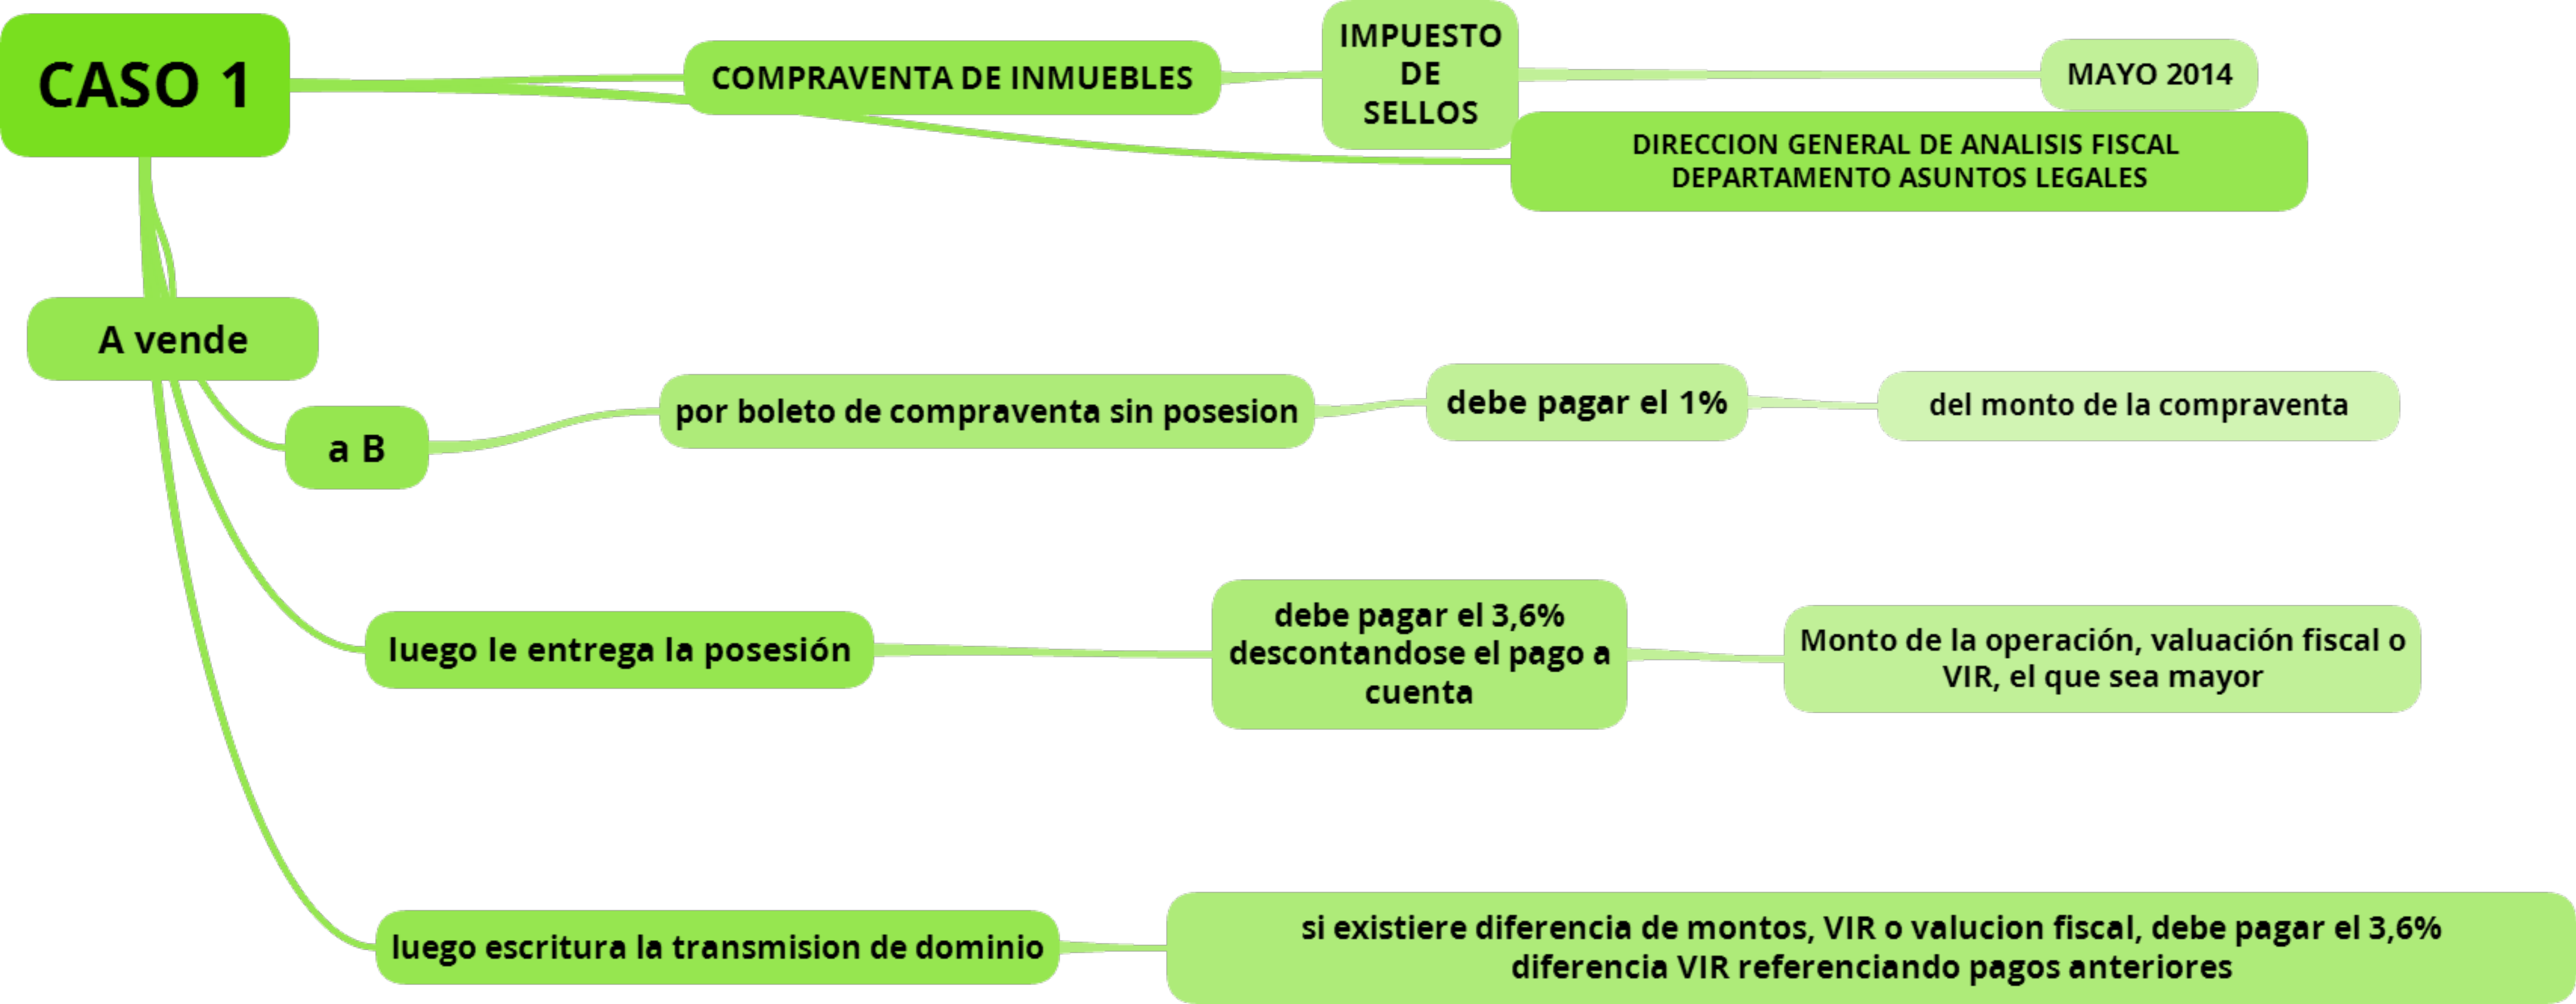 CASO 1
COMPRAVENTA DE INMUEBLES
IMPUESTO
DE
SELLOS
MAYO 2014
DIRECCION GENERAL DE ANALISIS FISCAL
DEPARTAMENTO ASUNTOS LEGALES
A vende
a B
por boleto de compraventa sin posesion
debe pagar el 1%
del monto de la compraventa
luego le entrega la posesión
debe pagar el 3,6%
descontandose el pago a
cuenta
Monto de la operación, valuación fiscal o
VIR, el que sea mayor
luego escritura la transmision de dominio
si existiere diferencia de montos, VIR o valucion fiscal, debe pagar el 3,6%
diferencia VIR referenciando pagos anteriores